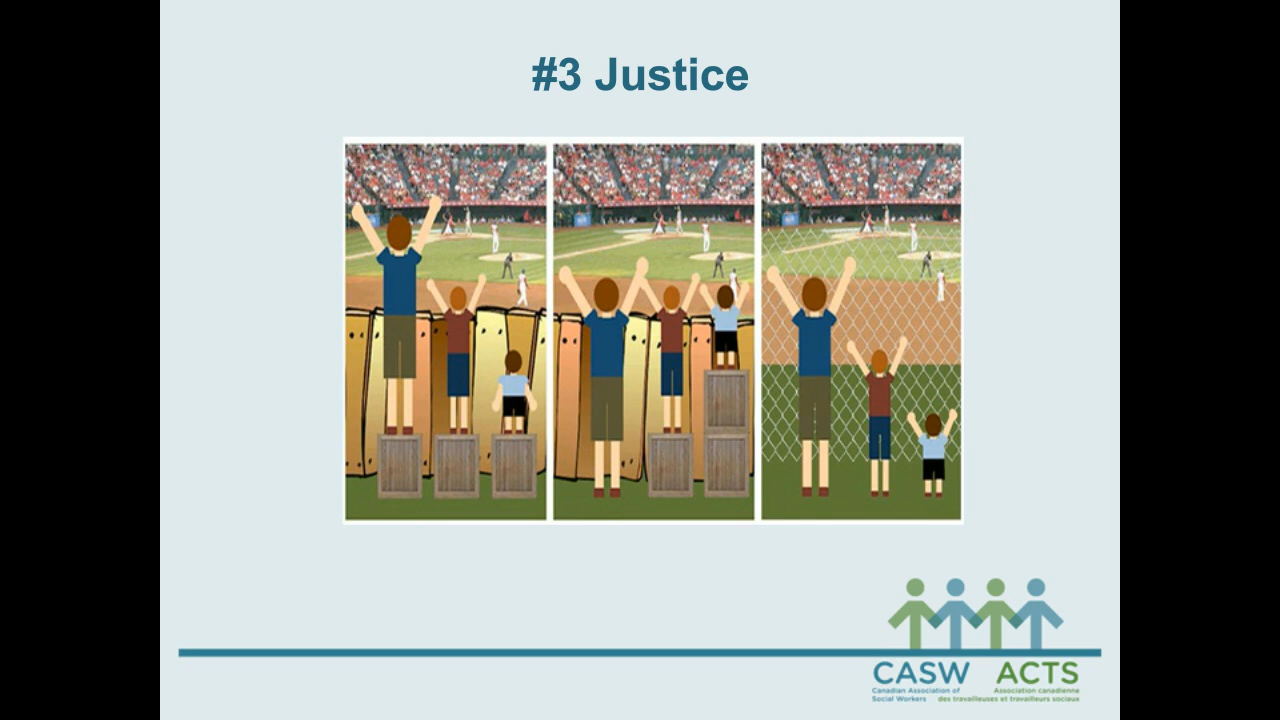 #3 Justice
CASW ACTS
Canadian Association of Association canadienne
Social Workers des travailleuses et travailleurs sociaux